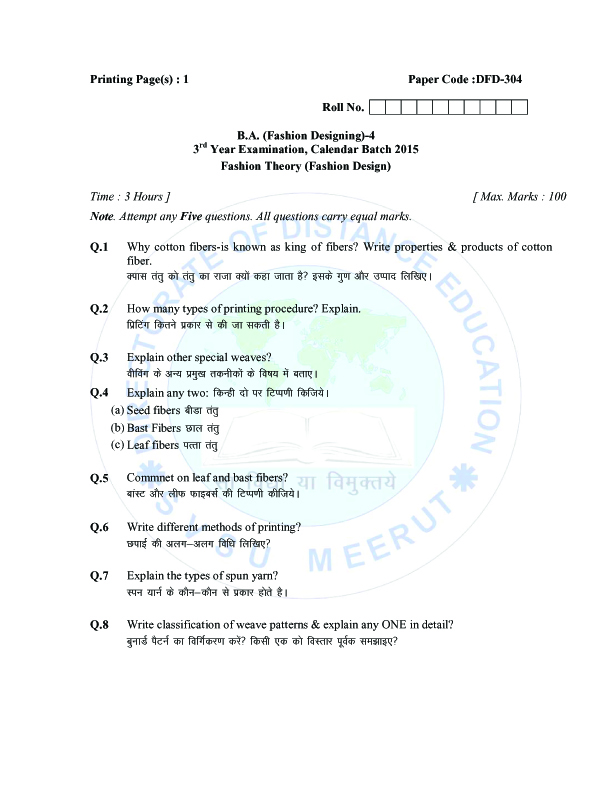 Printing Page(s) : 1 Paper Code :DFD-304
Roll No.
B.A. (Fashion Designing)-4
3rd Year Examination, Calendar Batch 2015
Fashion Theory (Fashion Design)
Time : 3 Hours ] [ Max. Marks : 100
Note. Attempt any Five questions. All questions carry equal marks.
Q.1 Why cotton fibers-is known as king of fibers? Write properties & products of cotton
fiber.
क्पास तंतु को तंतु का राजा क्यों कहा जाता है? इसके गुण और उप्पाद लिखिए।
Q.2 How many types of printing procedure? Explain.
प्रिटिंग कितने प्रकार से की जा सकती है।
Q.3 Explain other special weaves?
वीविंग के अन्य प्रमुख तकनीकों के विषय में बताए।
Q.4 Explain any two: किन्ही दो पर टिप्पणी किजिये।
(a) Seed fibers बीडा तंतु
(b) Bast Fibers छाल तंतु
(c) Leaf fibers पत्ता तंतु
Q.5 Commnet on leaf and bast fibers?
बांस्ट और लीफ फाइबर्स की टिप्पणी कीजिये।
Q.6 Write different methods of printing?
छपाई की अलग–अलग विधि लिखिए?
Q.7 Explain the types of spun yarn?
स्पन यार्न के कौन–कौन से प्रकार होते है।
Q.8 Write classification of weave patterns & explain any ONE in detail?
बुनार्ड पैटर्न का विर्गिकरण करें? किसी एक को विस्तार पूर्वक समझाइए?
DIRECTORATE OF DISTANCE EDUCATION
या विमुक्तये
SVSU MEERUT